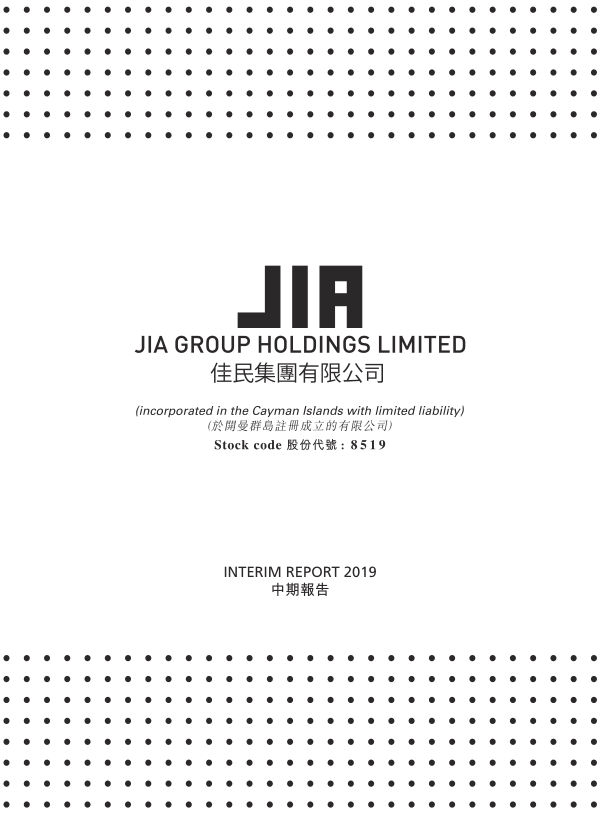 JIA
JIA GROUP HOLDINGS LIMITED
佳民集團有限公司
(incorporated in the Cayman Islands with limited liability)
(於開曼群島註冊成立的有限公司)
Stock code 股份代號 : 8519
INTERIM REPORT 2019
中期報告